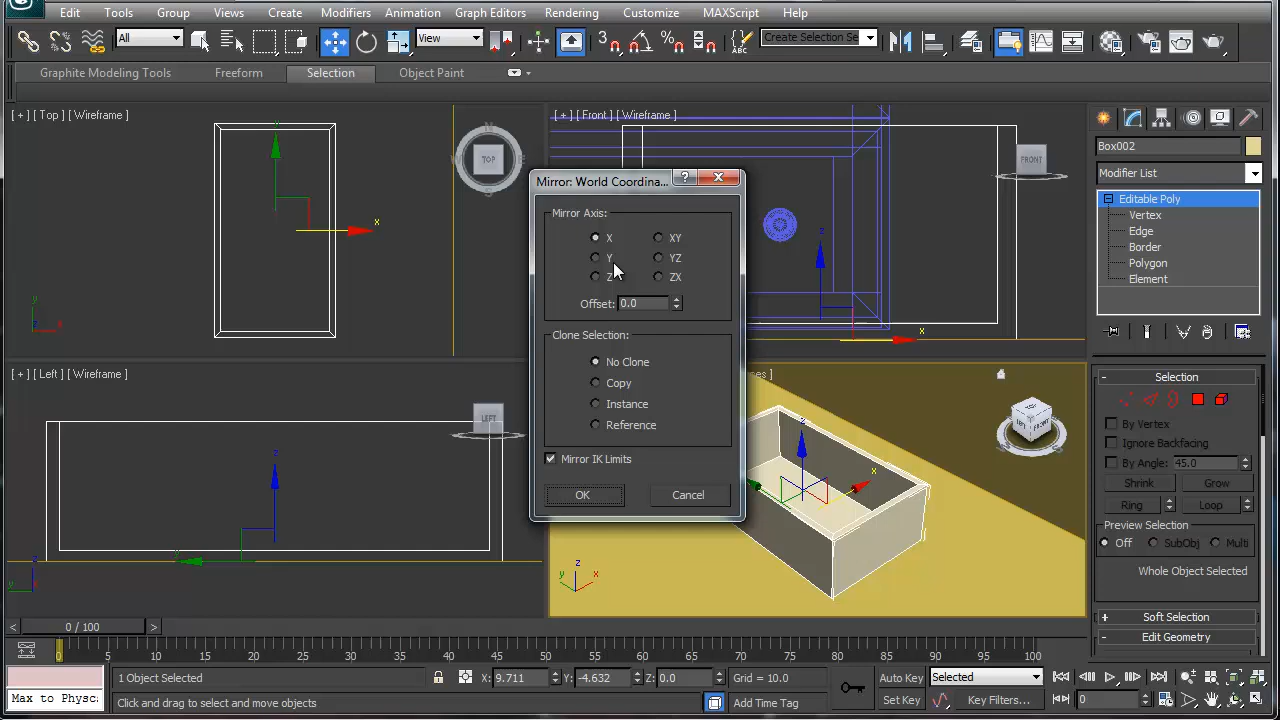 Edit Tools Group Views Create Modifiers Animation Graph Editors Rendering Customize MAXScript Help
All View 3 Create Selection Se
Graphite Modeling Tools Freeform Selection Object Paint
[ + ] [ Top ] [ Wireframe ]
TOP
[ + ] [ Front ] [ Wireframe ]
FRONT
Box002
Modifier List
Editable Poly
Vertex
Edge
Border
Polygon
Element
Mirror: World Coordina...
Mirror Axis:
X XY
Y YZ
Z ZX
Offset: 0.0
Clone Selection:
No Clone
Copy
Instance
Reference
Mirror IK Limits
OK Cancel
[ + ] [ Left ] [ Wireframe ]
LEFT
LEFT FRONT
- Selection
By Vertex
Ignore Backfacing
By Angle: 45.0
Shrink Grow
Ring Loop
Preview Selection
Off SubObj Multi
Whole Object Selected
+ Soft Selection
+ Edit Geometry
< 0 / 100 >
0 5 10 15 20 25 30 35 40 45 50 55 60 65 70 75 80 85 90 95 100
1 Object Selected X: 9.711 Y: -4.632 Z: 0.0 Grid = 10.0 Auto Key Selected
Max to Physc:
Click and drag to select and move objects Add Time Tag Set Key Key Filters... 0